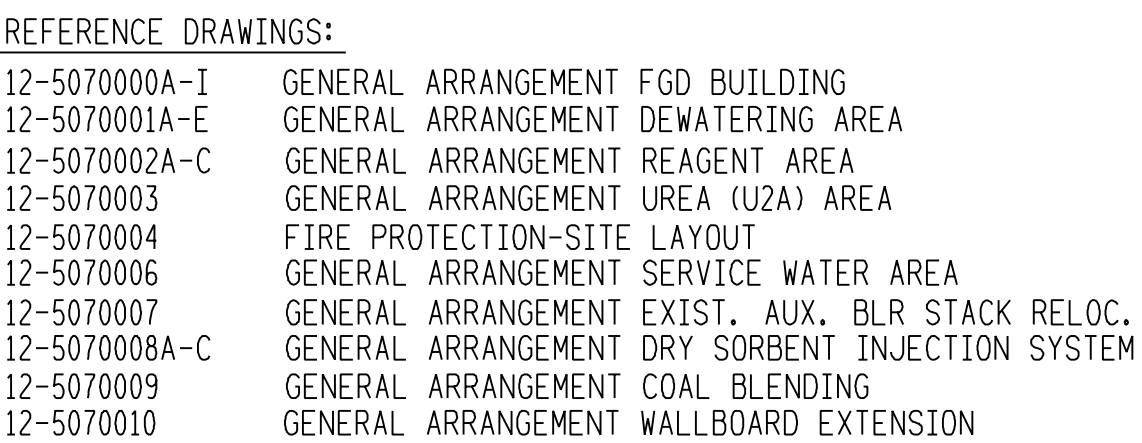 REFERENCE DRAWINGS:
12-5070000A-I GENERAL ARRANGEMENT FGD BUILDING
12-5070001A-E GENERAL ARRANGEMENT DEWATERING AREA
12-5070002A-C GENERAL ARRANGEMENT REAGENT AREA
12-5070003 GENERAL ARRANGEMENT UREA (U2A) AREA
12-5070004 FIRE PROTECTION-SITE LAYOUT
12-5070006 GENERAL ARRANGEMENT SERVICE WATER AREA
12-5070007 GENERAL ARRANGEMENT EXIST. AUX. BLR STACK RELOC.
12-5070008A-C GENERAL ARRANGEMENT DRY SORBENT INJECTION SYSTEM
12-5070009 GENERAL ARRANGEMENT COAL BLENDING
12-5070010 GENERAL ARRANGEMENT WALLBOARD EXTENSION